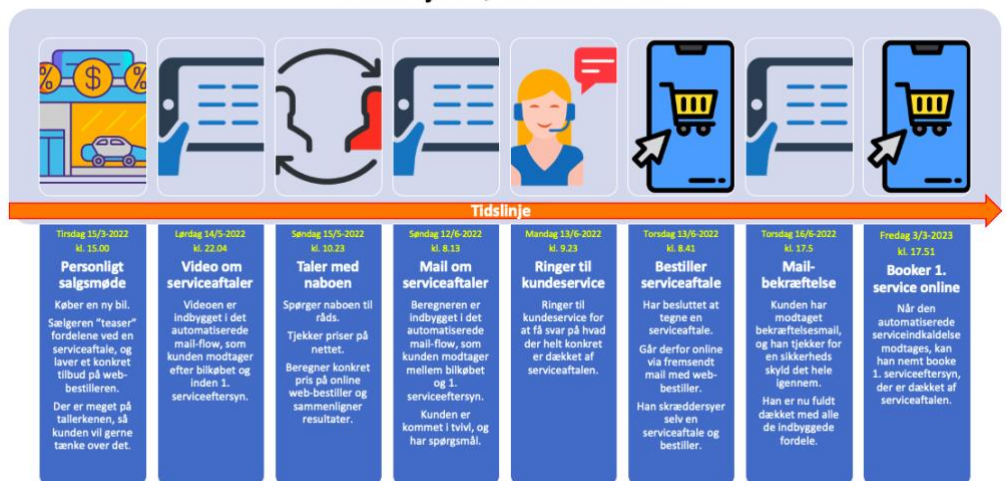 Tidslinje
Tirsdag 15/3-2022
kl. 15.00
Personligt
salgsmøde
Køber en ny bil.
Sælgeren "teaser"
fordelene ved en
serviceaftale, og
laver et konkret
tilbud på web-
bestilleren.
Der er meget på
tallerkenen, så
kunden vil gerne
tænke over det.
Lørdag 14/5-2022
kl. 22.04
Video om
serviceaftaler
Videoen er
indbygget i det
automatiserede
mail-flow, som
kunden modtager
efter bilkøbet og
inden 1.
serviceeftersyn.
Søndag 15/5-2022
kl. 10.23
Taler med
naboen
Spørger naboen til
råds.
Tjekker priser på
nettet.
Beregner konkret
pris på online
web-bestiller og
sammenligner
resultater.
Søndag 12/6-2022
kl. 8.13
Mail om
serviceaftaler
Beregneren er
indbygget i det
automatiserede
mail-flow, som
kunden modtager
mellem bilkøbet
og 1.
serviceeftersyn.
Kunden er
kommet i tvivl, og
har spørgsmål.
Mandag 13/6-2022
kl. 9.23
Ringer til
kundeservice
Ringer til
kundeservice for
at få svar på hvad
der helt konkret
er dækket af
serviceaftalen.
Torsdag 13/6-2022
kl. 8.41
Bestiller
serviceaftale
Har besluttet at
tegne en
serviceaftale.
Går derfor online
via fremsendt
mail med web-
bestiller.
Han skræddersyer
selv en
serviceaftale og
bestiller.
Torsdag 16/6-2022
kl. 17.5
Mail-
bekræftelse
Kunden har
modtaget
bekræftelsesmail,
og han tjekker for
en sikkerheds
skyld det hele
igennem.
Han er nu fuldt
dækket med alle
de indbyggede
fordele.
Fredag 3/3-2023
kl. 17.51
Booker 1.
service online
Når den
automatiserede
serviceindkaldelse
modtages, kan
han nemt booke
1. serviceeftersyn,
der er dækket af
serviceaftalen.